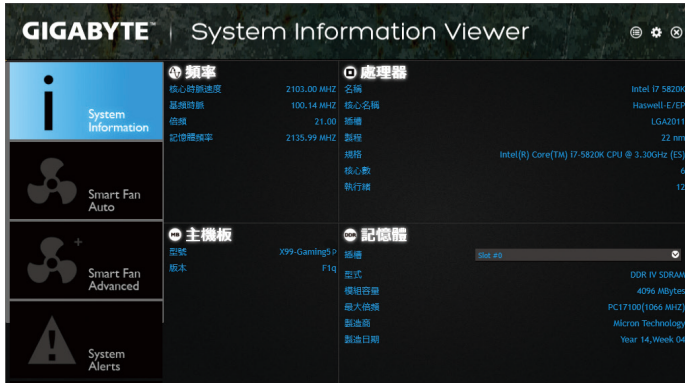 GIGABYTE™ | System Information Viewer
System
Information
Smart Fan
Auto
Smart Fan
Advanced
System
Alerts
頻率
核心時脈速度 2103.00 MHZ
基頻時脈 100.14 MHZ
倍頻 21.00
記憶體頻率 2135.99 MHZ
處理器
名稱 Intel i7 5820K
核心名稱 Haswell-E/EP
插槽 LGA2011
製程 22 nm
規格 Intel(R) Core(TM) i7-5820K CPU @ 3.30GHz (ES)
核心數 6
執行緒 12
主機板
型號 X99-Gaming5P
版本 F1q
記憶體
插槽 Slot #0
型式 DDR IV SDRAM
模組容量 4096 MBytes
最大倍頻 PC17100(1066 MHZ)
製造商 Micron Technology
製造日期 Year 14,Week 04